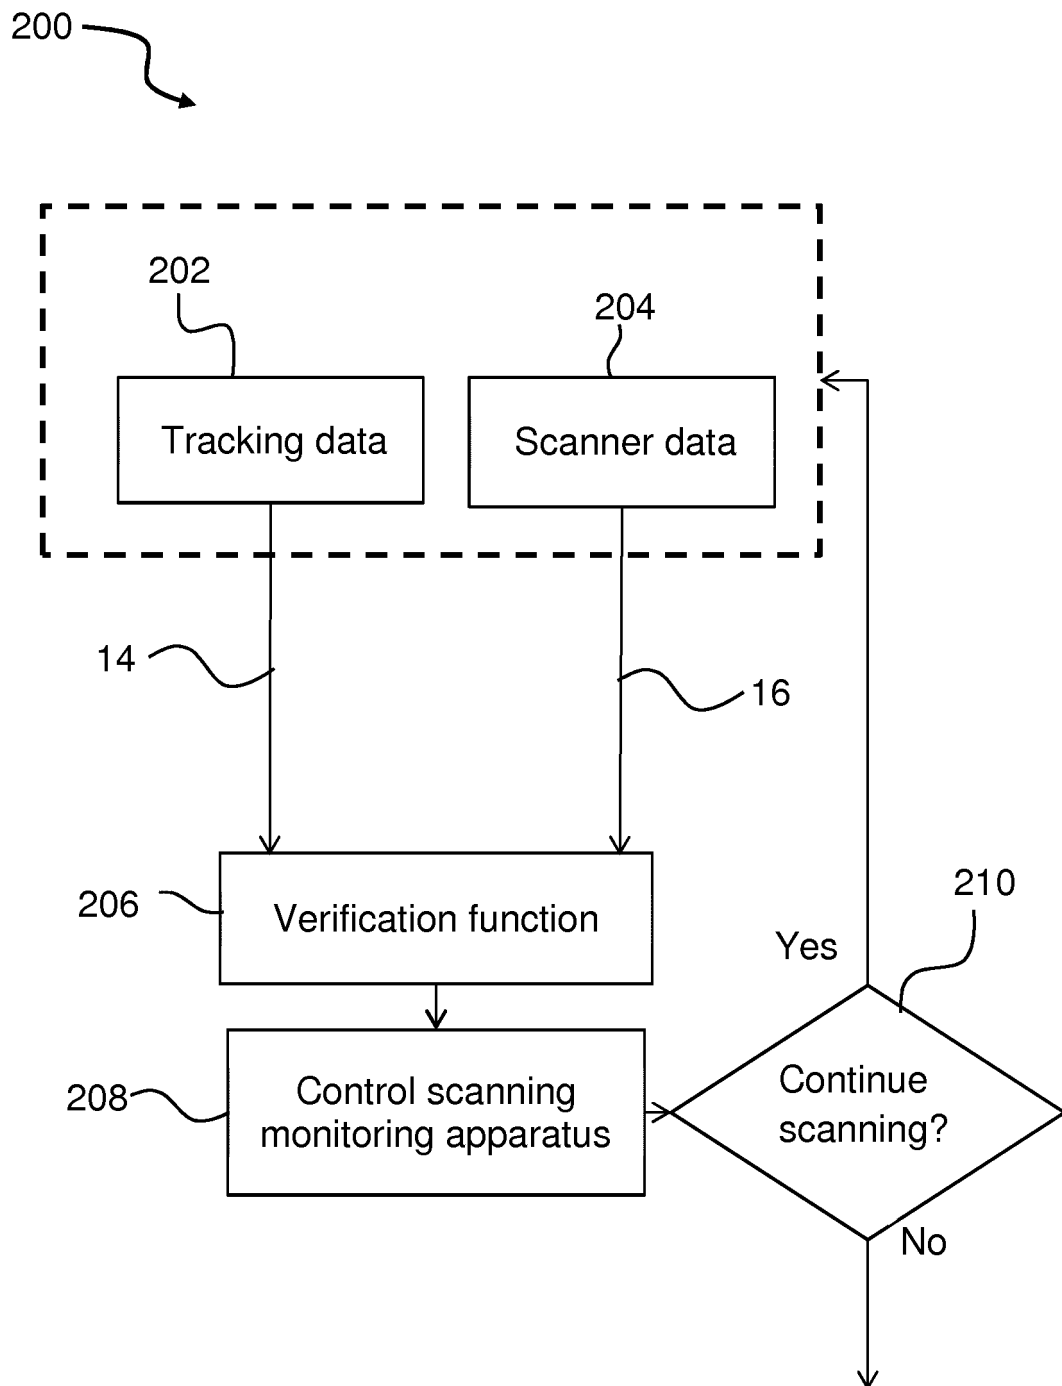 200
202
204
Tracking data
Scanner data
14
16
206
Verification function
210
Yes
208
Control scanning
monitoring apparatus
Continue
scanning?
No